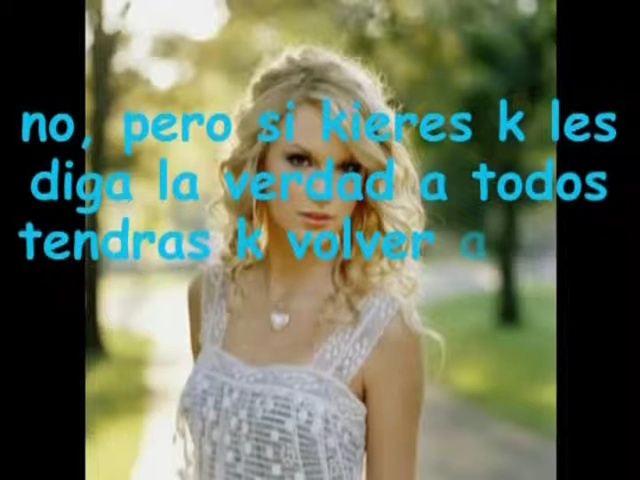 no, pero si kieres k les
diga la verdad a todos
tendras k volver a